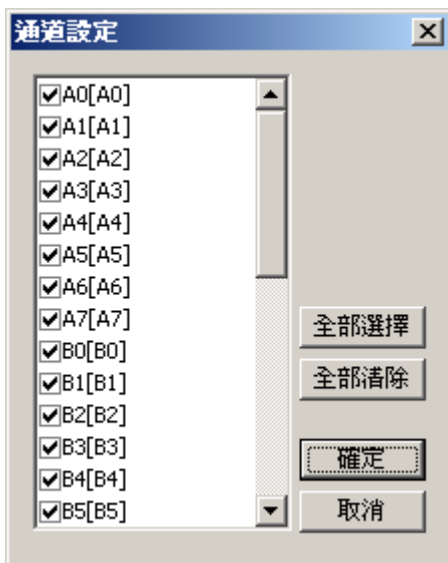 通道設定
A0[A0]
A1[A1]
A2[A2]
A3[A3]
A4[A4]
A5[A5]
A6[A6]
A7[A7]
B0[B0]
B1[B1]
B2[B2]
B3[B3]
B4[B4]
B5[B5]
全部選擇
全部清除
確定
取消